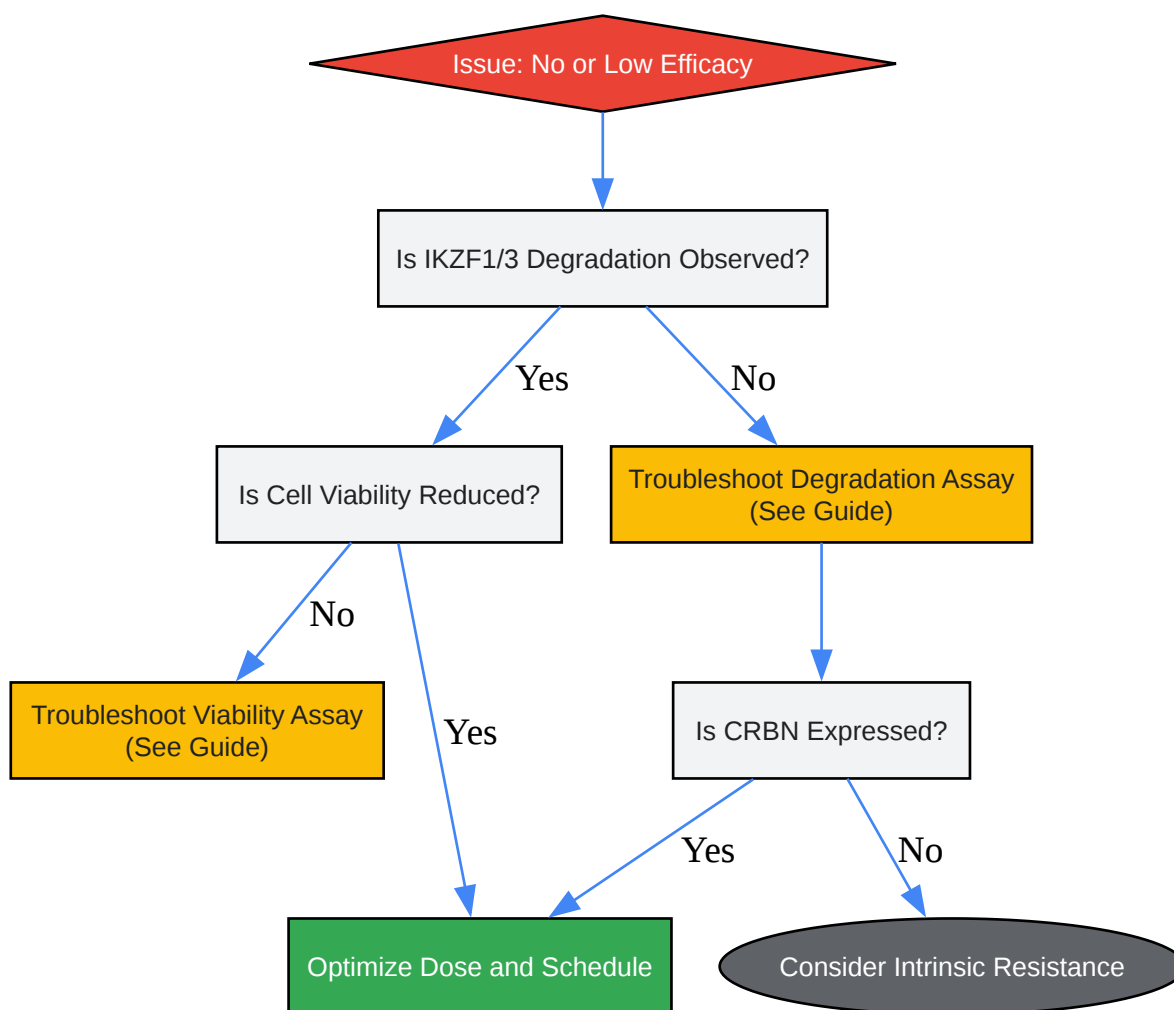 Issue: No or Low Efficacy
Is IKZF1/3 Degradation Observed?
Yes
No
Is Cell Viability Reduced?
Troubleshoot Degradation Assay
(See Guide)
No
Yes
Troubleshoot Viability Assay
(See Guide)
Is CRBN Expressed?
Yes
No
Optimize Dose and Schedule
Consider Intrinsic Resistance